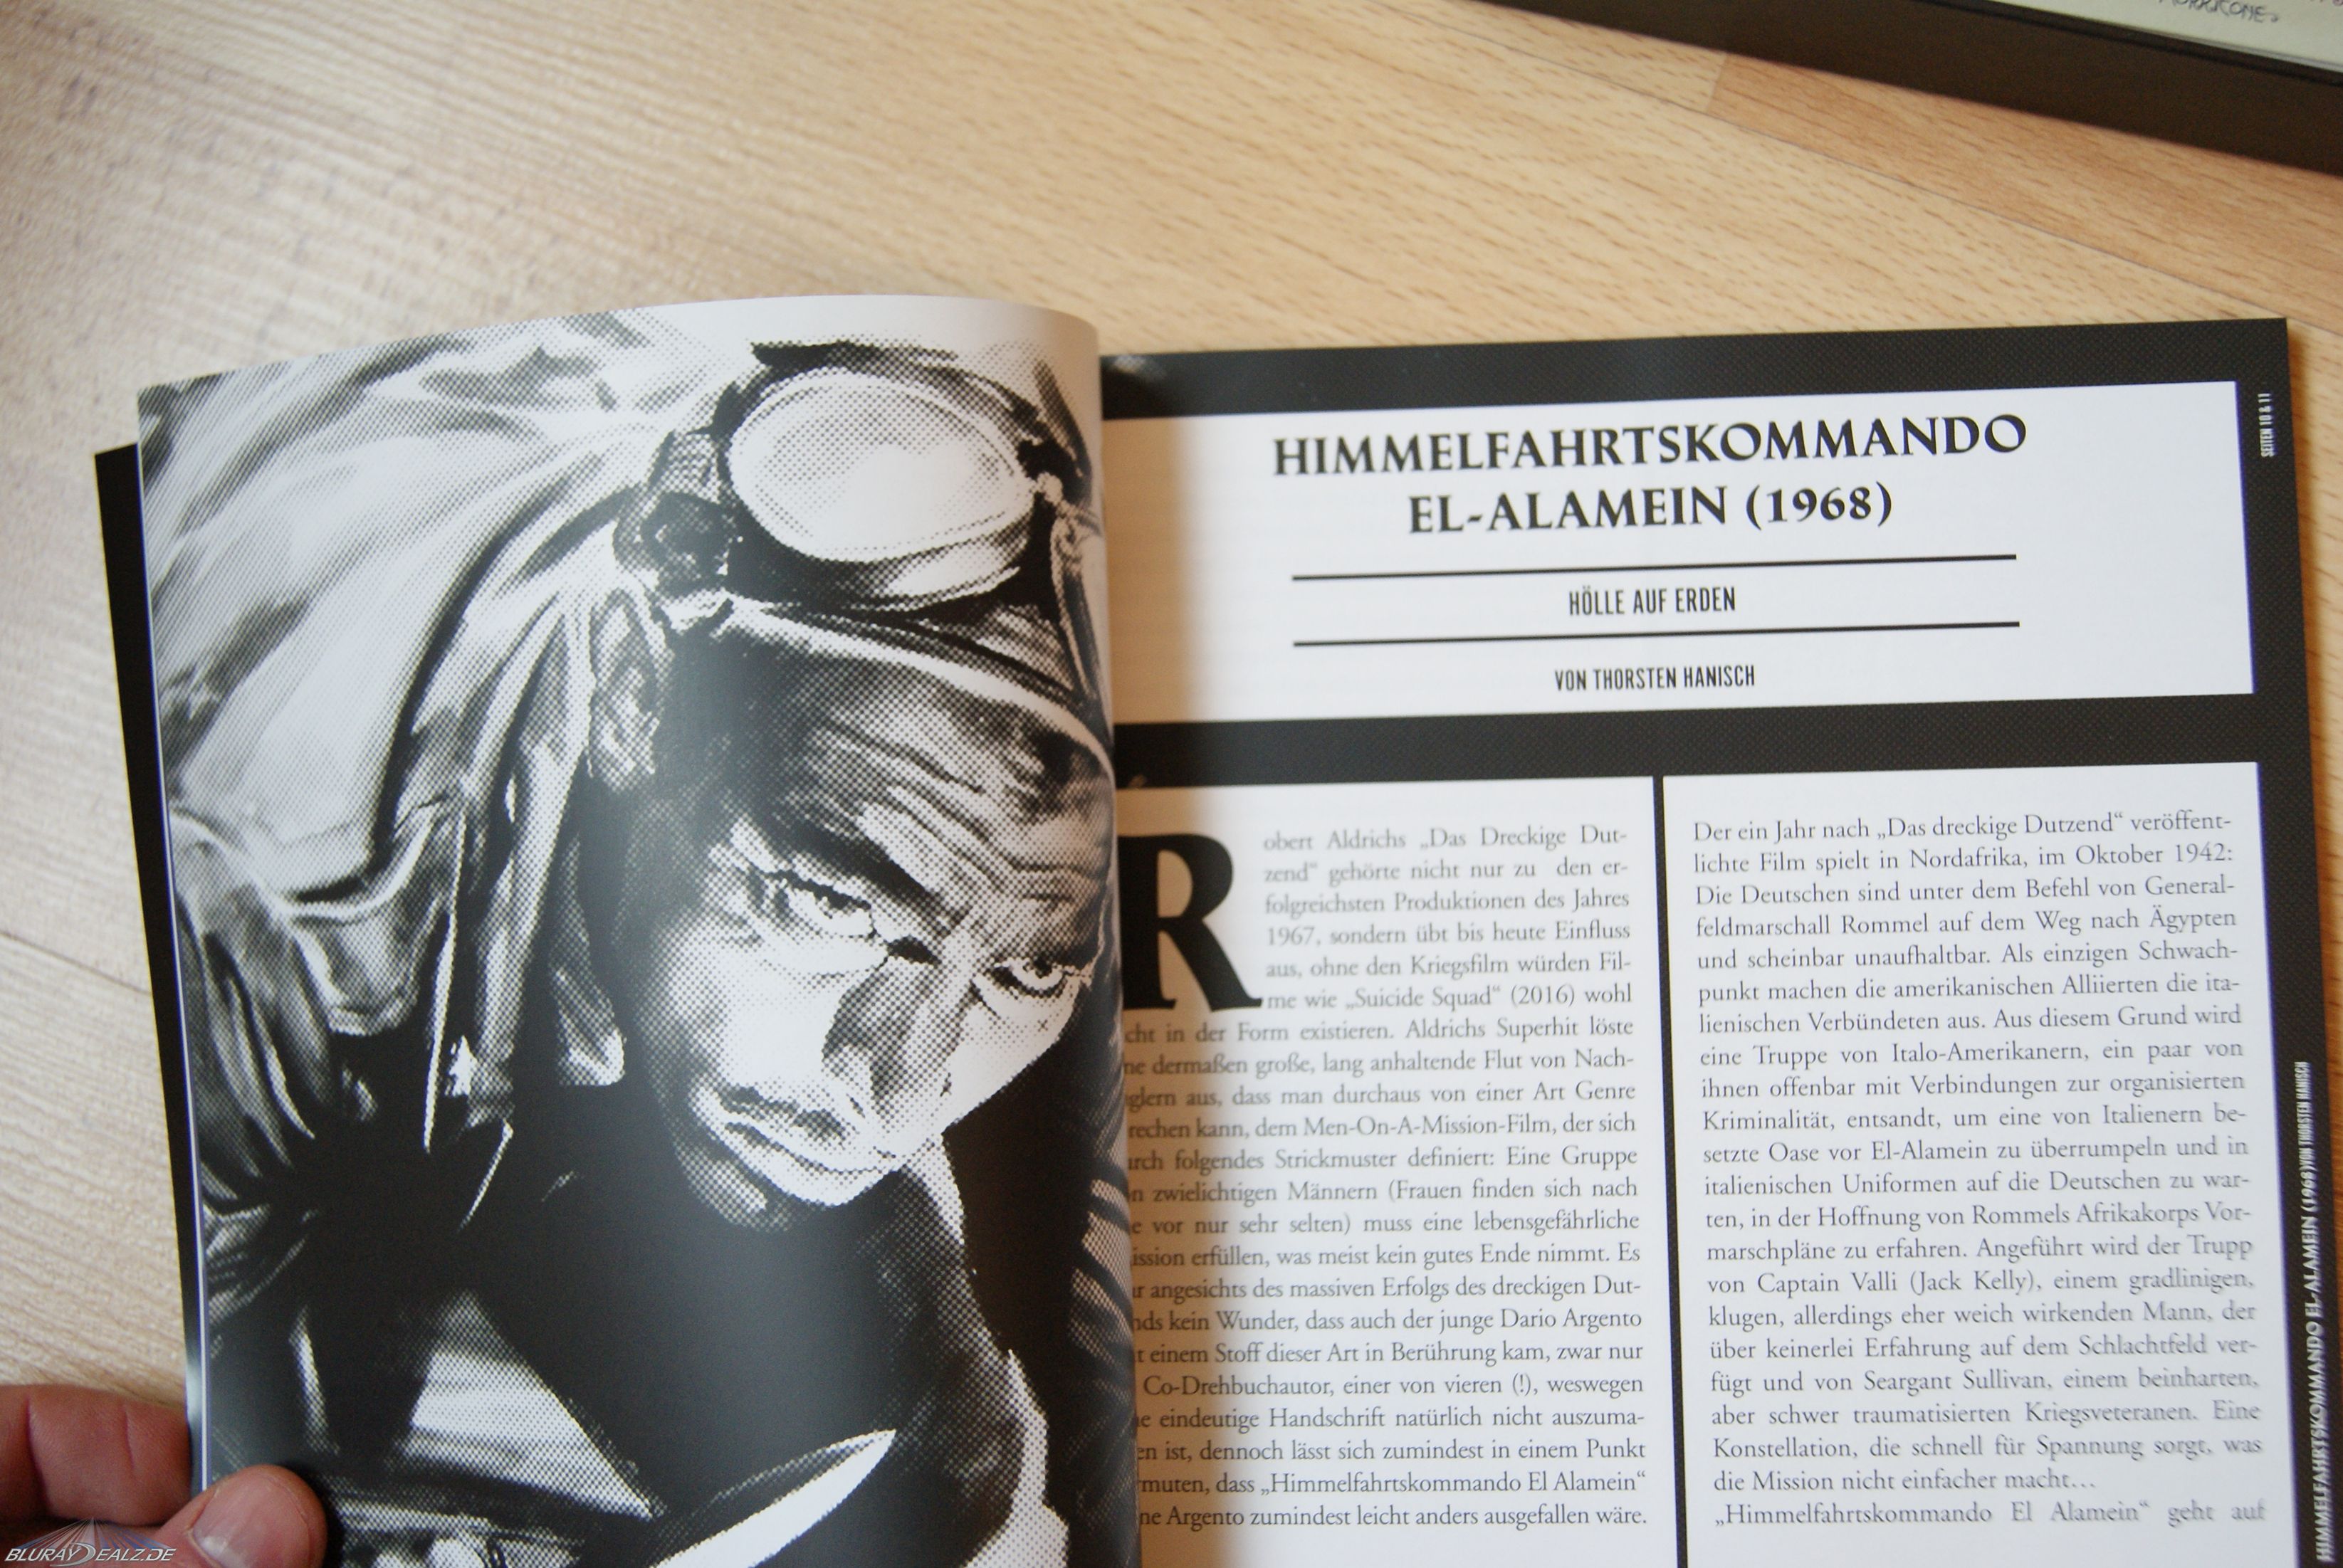 MORRICONE
HIMMELFAHRTSKOMMANDO
EL-ALAMEIN (1968)
HÖLLE AUF ERDEN
VON THORSTEN HANISCH
SEITEN 10 & 11
R
obert Aldrichs „Das Dreckige Dut-
zend“ gehörte nicht nur zu den er-
folgreichsten Produktionen des Jahres
1967, sondern übt bis heute Einfluss
aus, ohne den Kriegsfilm würden Fil-
me wie „Suicide Squad“ (2016) wohl
cht in der Form existieren. Aldrichs Superhit löste
ne dermaßen große, lang anhaltende Flut von Nach-
glern aus, dass man durchaus von einer Art Genre
rechen kann, dem Men-On-A-Mission-Film, der sich
urch folgendes Strickmuster definiert: Eine Gruppe
n zwielichtigen Männern (Frauen finden sich nach
e vor nur sehr selten) muss eine lebensgefährliche
ission erfüllen, was meist kein gutes Ende nimmt. Es
ar angesichts des massiven Erfolgs des dreckigen Dut-
nds kein Wunder, dass auch der junge Dario Argento
t einem Stoff dieser Art in Berührung kam, zwar nur
Co-Drehbuchautor, einer von vieren (!), weswegen
ne eindeutige Handschrift natürlich nicht auszuma-
en ist, dennoch lässt sich zumindest in einem Punkt
muten, dass „Himmelfahrtskommando El Alamein“
ne Argento zumindest leicht anders ausgefallen wäre.
Der ein Jahr nach „Das dreckige Dutzend“ veröffent-
lichte Film spielt in Nordafrika, im Oktober 1942:
Die Deutschen sind unter dem Befehl von General-
feldmarschall Rommel auf dem Weg nach Ägypten
und scheinbar unaufhaltbar. Als einzigen Schwach-
punkt machen die amerikanischen Alliierten die ita-
lienischen Verbündeten aus. Aus diesem Grund wird
eine Truppe von Italo-Amerikanern, ein paar von
ihnen offenbar mit Verbindungen zur organisierten
Kriminalität, entsandt, um eine von Italienern be-
setzte Oase vor El-Alamein zu überrumpeln und in
italienischen Uniformen auf die Deutschen zu war-
ten, in der Hoffnung von Rommels Afrikakorps Vor-
marschpläne zu erfahren. Angeführt wird der Trupp
von Captain Valli (Jack Kelly), einem gradlinigen,
klugen, allerdings eher weich wirkenden Mann, der
über keinerlei Erfahrung auf dem Schlachtfeld ver-
fügt und von Seargant Sullivan, einem beinharten,
aber schwer traumatisierten Kriegsveteranen. Eine
Konstellation, die schnell für Spannung sorgt, was
die Mission nicht einfacher macht…
„Himmelfahrtskommando El Alamein“ geht auf
HIMMELFAHRTSKOMMANDO EL-ALAMEIN (1968) VON THORSTEN HANISCH
BLURAYDEALZ.DE